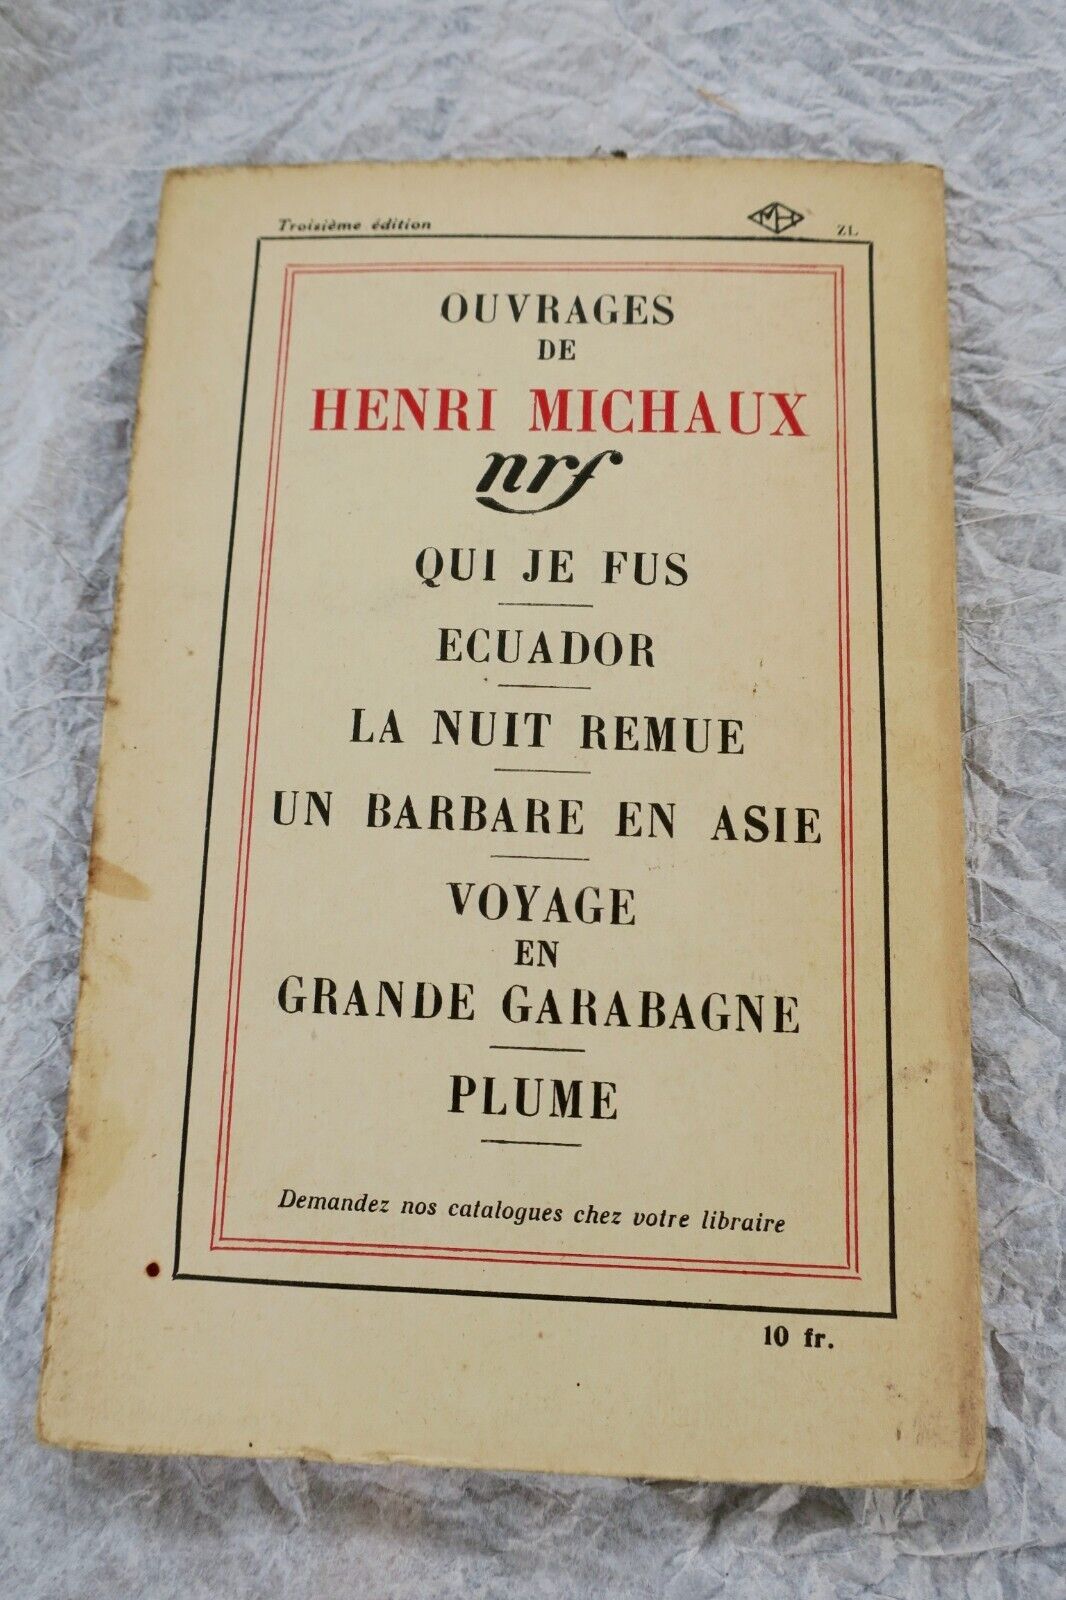 Troisième édition
MH
ZL
OUVRAGES
DE
HENRI MICHAUX
nrf
QUI JE FUS
ECUADOR
LA NUIT REMUE
UN BARBARE EN ASIE
VOYAGE
EN
GRANDE GARABAGNE
PLUME
Demandez nos catalogues chez votre libraire
10 fr.